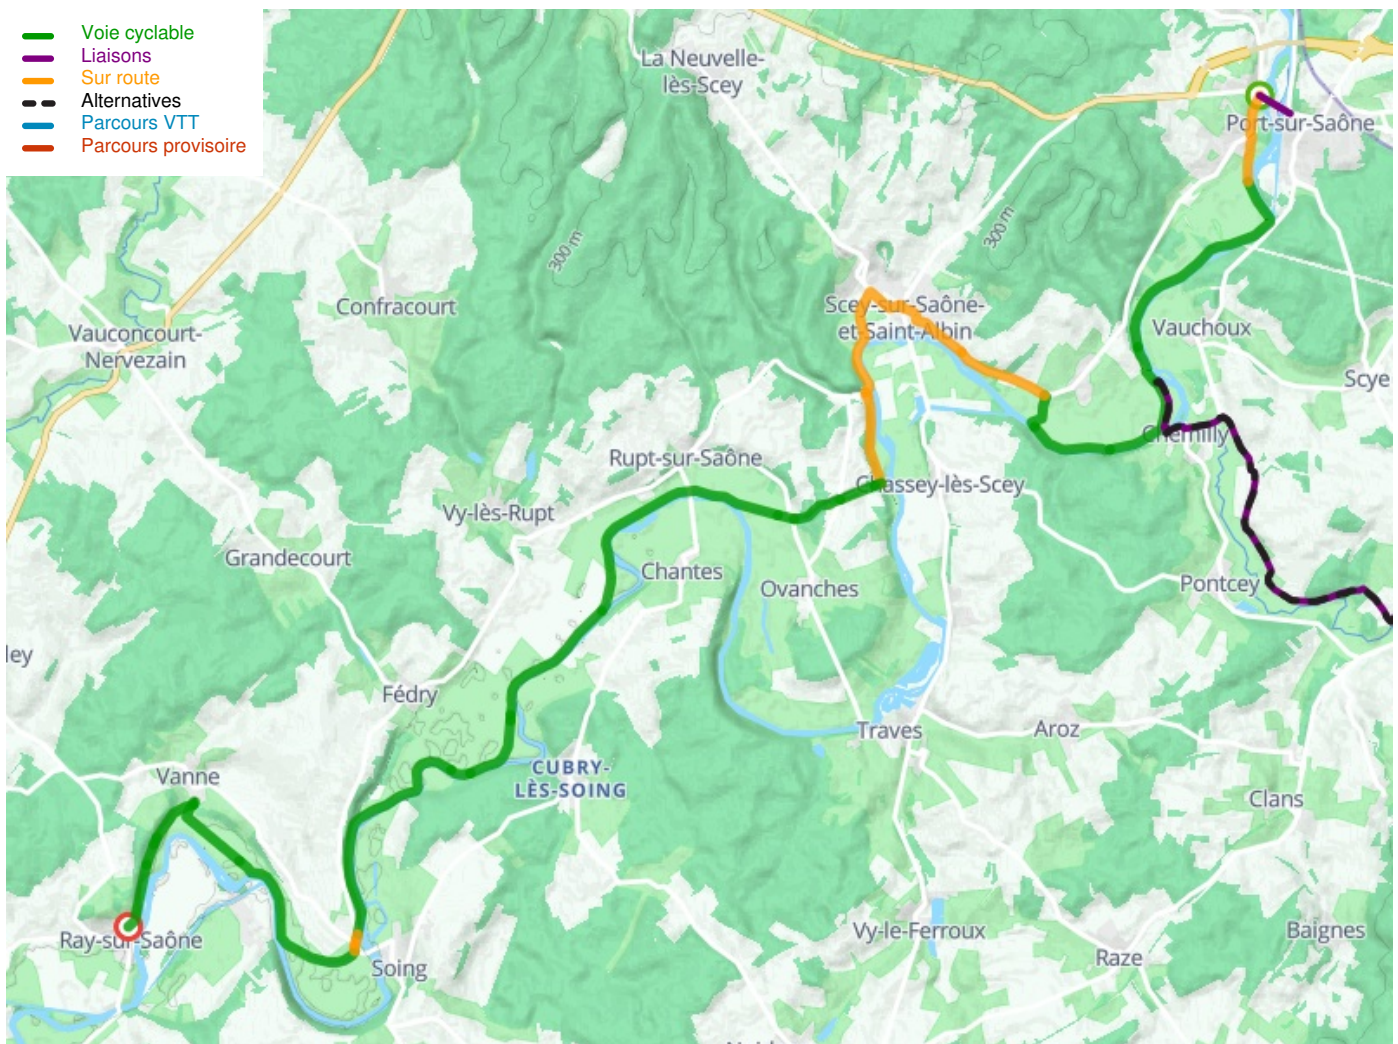 Voie cyclable
Liaisons
Sur route
Alternatives
Parcours VTT
Parcours provisoire
La Neuvelle-
lès-Scey
Port-sur-Saône
300 m
300 m
Confracourt
Scey-sur-Saône-
et-Saint-Albin
Vauconcourt-
Nervezain
Vauchoux
Scye
Chemilly
Rupt-sur-Saône
Chassey-lès-Scey
Vy-lès-Rupt
Grandecourt
Chantes
Ovanches
Pontcey
ley
Fédry
Traves
Aroz
Vanne
CUBRY-
LÈS-SOING
Clans
Ray-sur-Saône
Vy-le-Ferroux
Baignes
Soing
Raze